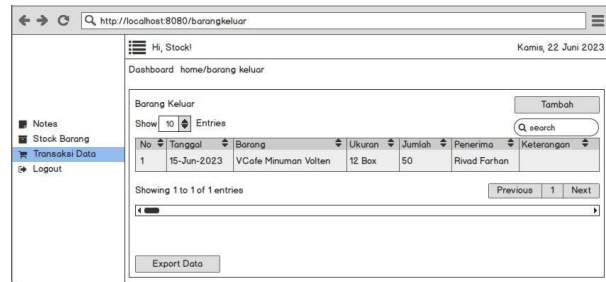 http://localhost:8080/barangkeluar
Hi, Stock!
Kamis, 22 Juni 2023
Dashboard home/barang keluar
Notes
Stock Barang
Transaksi Data
Logout
Barang Keluar
Tambah
Show 10 Entries
search
No Tanggal Barang Ukuran Jumlah Penerima Keterangan
1 15-Jun-2023 VCafe Minuman Volten 12 Box 50 Rivad Farhan
Showing 1 to 1 of 1 entries
Previous 1 Next
Export Data